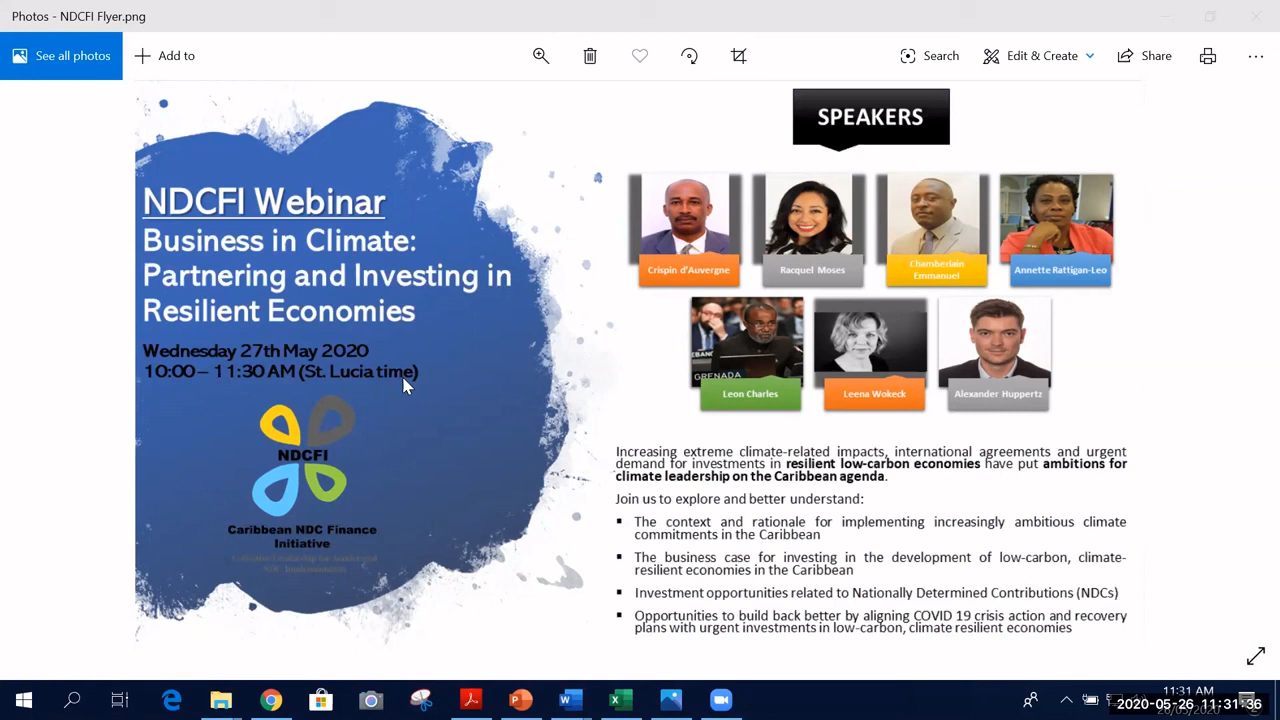 Photos - NDCFI Flyer.png
See all photos
Add to
Search
Edit & Create
Share
SPEAKERS
NDCFI Webinar
Business in Climate:
Partnering and Investing in
Resilient Economies
Wednesday 27th May 2020
10:00 – 11:30 AM (St. Lucia time)
NDCFI
Caribbean NDC Finance
Initiative
Crispin d'Auvergne
Racquel Moses
Chamberlain
Emmanuel
Annette Rattigan-Leo
GRENADA
Leon Charles
Leena Wokeck
Alexander Huppertz
Increasing extreme climate-related impacts, international agreements and urgent
demand for investments in resilient low-carbon economies have put ambitions for
climate leadership on the Caribbean agenda.
Join us to explore and better understand:
▪ The context and rationale for implementing increasingly ambitious climate
commitments in the Caribbean
▪ The business case for investing in the development of low-carbon, climate-
resilient economies in the Caribbean
▪ Investment opportunities related to Nationally Determined Contributions (NDCs)
▪ Opportunities to build back better by aligning COVID 19 crisis action and recovery
plans with urgent investments in low-carbon, climate resilient economies
11:31 AM
2020-05-26 11:31:36